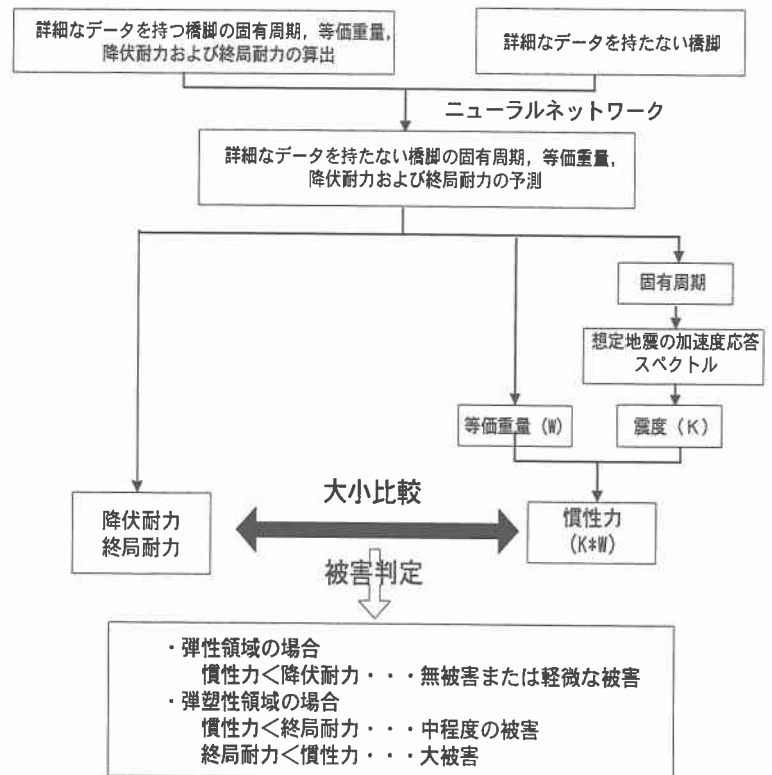 詳細なデータを持つ橋脚の固有周期，等価重量，
降伏耐力および終局耐力の算出
詳細なデータを持たない橋脚
ニューラルネットワーク
詳細なデータを持たない橋脚の固有周期，等価重量，
降伏耐力および終局耐力の予測
固有周期
想定地震の加速度応答
スペクトル
等価重量（W）
震度（K）
大小比較
降伏耐力
終局耐力
慣性力
(K*W)
被害判定
・弾性領域の場合
慣性力＜降伏耐力・・・無被害または軽微な被害
・弾塑性領域の場合
慣性力＜終局耐力・・・中程度の被害
終局耐力＜慣性力・・・大被害